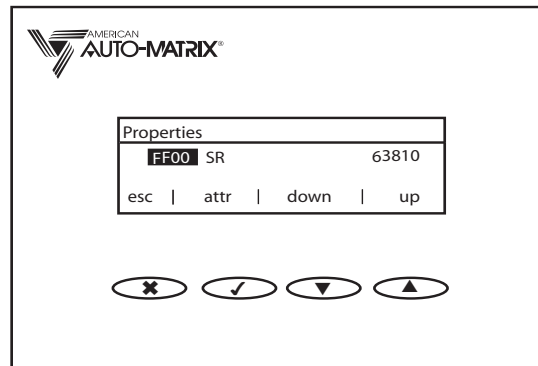 AMERICAN
AUTO-MATRIX®
Properties
FF00 SR 63810
esc | attr | down | up